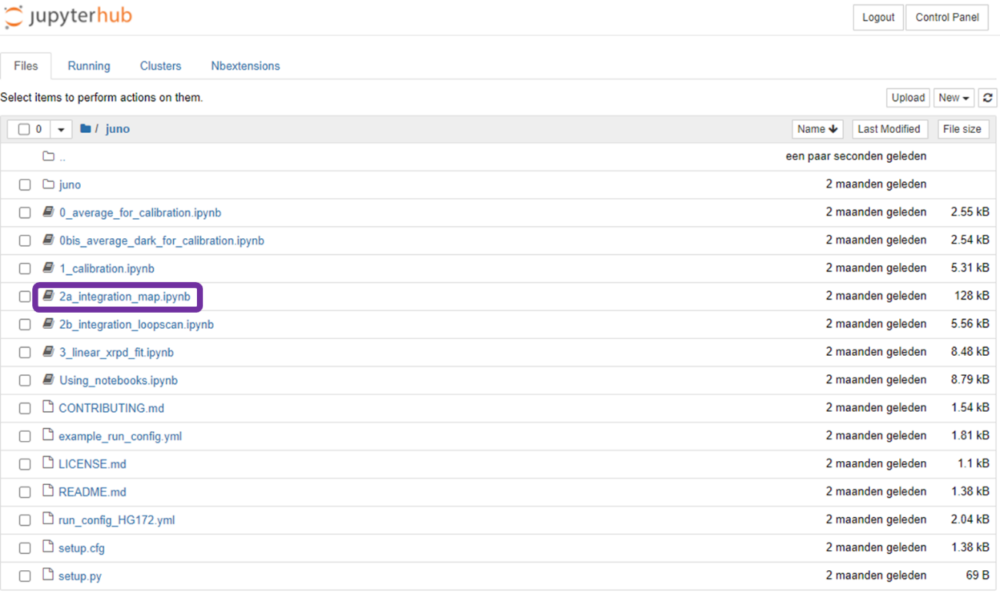 jupyterhub Logout Control Panel
Files Running Clusters Nbextensions
Select items to perform actions on them. Upload New
0 / juno Name Last Modified File size
.. een paar seconden geleden
juno 2 maanden geleden
0_average_for_calibration.ipynb 2 maanden geleden 2.55 kB
0bis_average_dark_for_calibration.ipynb 2 maanden geleden 2.54 kB
1_calibration.ipynb 2 maanden geleden 5.31 kB
2a_integration_map.ipynb 2 maanden geleden 128 kB
2b_integration_loopscan.ipynb 2 maanden geleden 5.56 kB
3_linear_xrpd_fit.ipynb 2 maanden geleden 8.48 kB
Using_notebooks.ipynb 2 maanden geleden 8.79 kB
CONTRIBUTING.md 2 maanden geleden 1.54 kB
example_run_config.yml 2 maanden geleden 1.81 kB
LICENSE.md 2 maanden geleden 1.1 kB
README.md 2 maanden geleden 1.38 kB
run_config_HG172.yml 2 maanden geleden 2.04 kB
setup.cfg 2 maanden geleden 1.38 kB
setup.py 2 maanden geleden 69 B